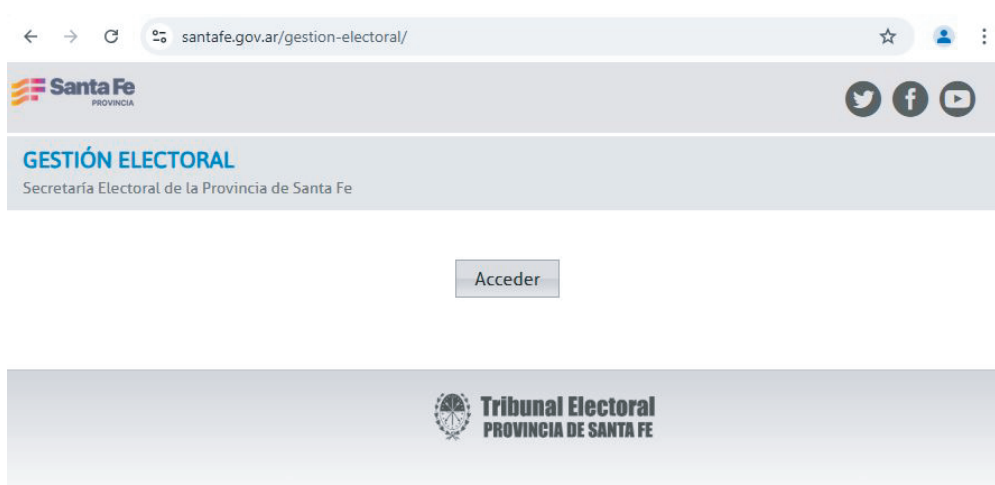 santafe.gov.ar/gestion-electoral/
Santa Fe
PROVINCIA
GESTIÓN ELECTORAL
Secretaría Electoral de la Provincia de Santa Fe
Acceder
Tribunal Electoral
PROVINCIA DE SANTA FE